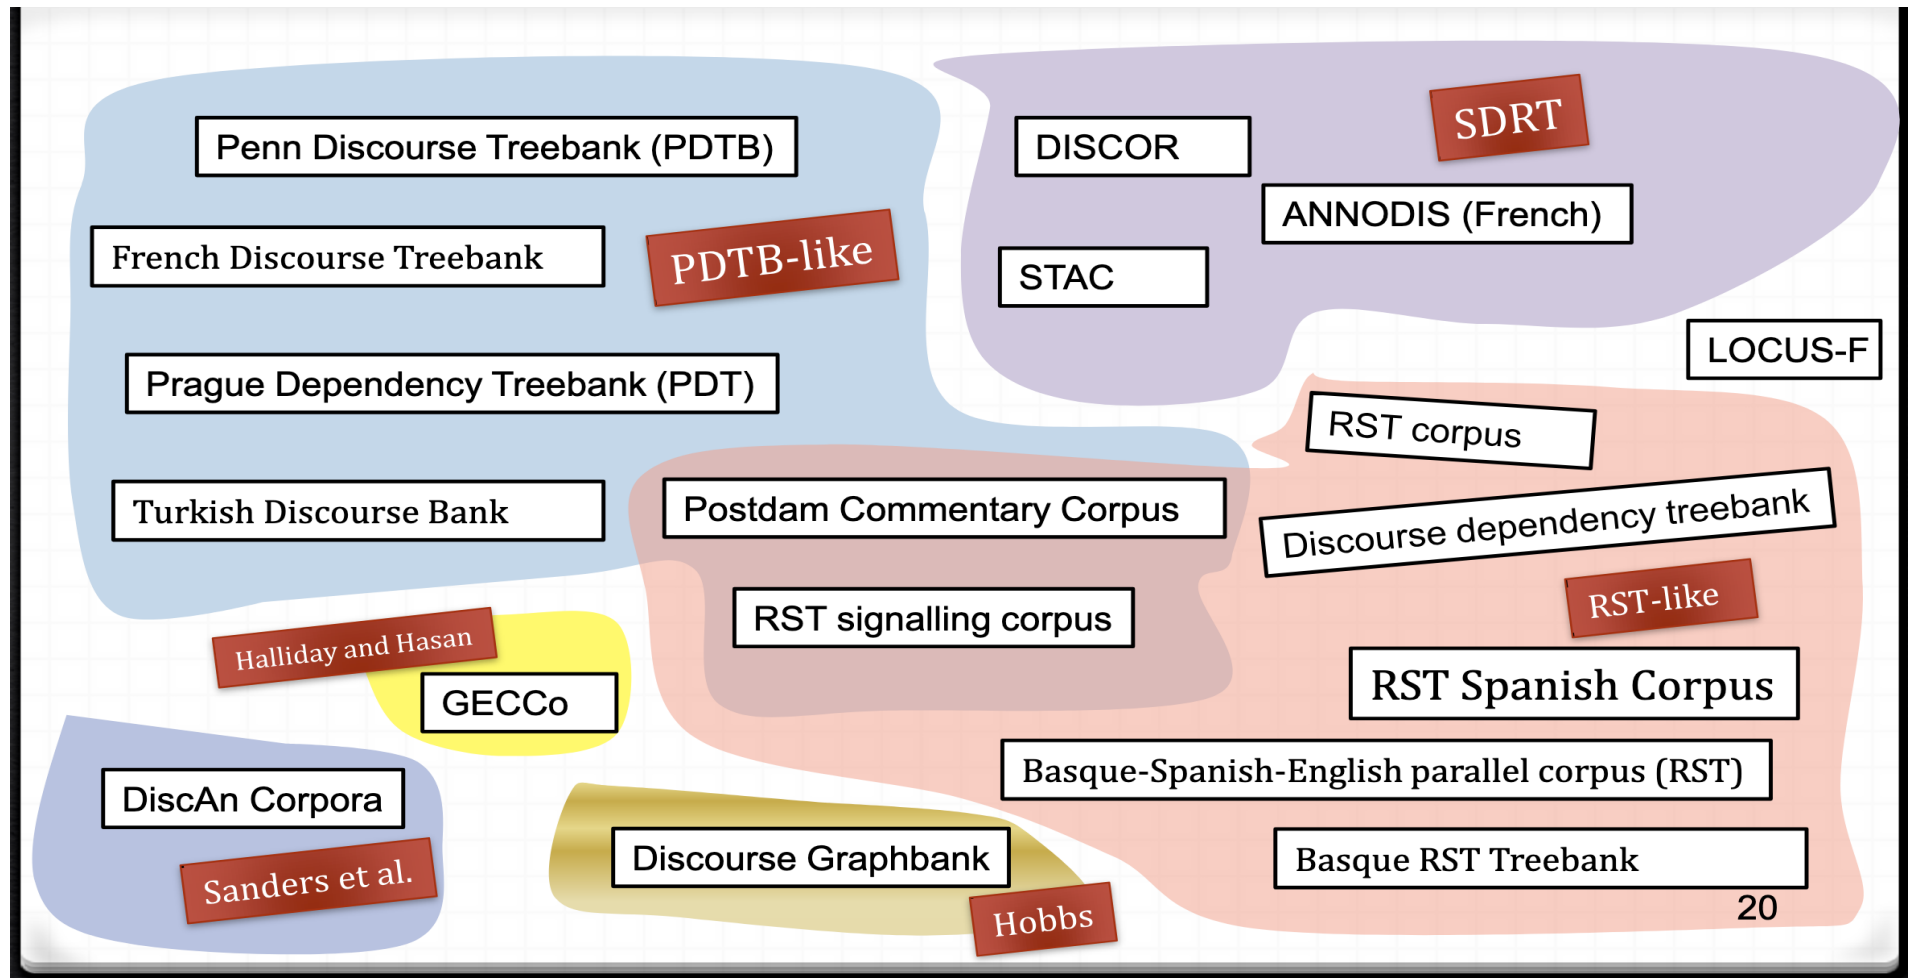 Penn Discourse Treebank (PDTB)
French Discourse Treebank
PDTB-like
Prague Dependency Treebank (PDT)
Turkish Discourse Bank
DISCOR
SDRT
ANNODIS (French)
STAC
LOCUS-F
RST corpus
Postdam Commentary Corpus
Discourse dependency treebank
RST signalling corpus
RST-like
RST Spanish Corpus
Basque-Spanish-English parallel corpus (RST)
Basque RST Treebank
Halliday and Hasan
GECCo
DiscAn Corpora
Sanders et al.
Discourse Graphbank
Hobbs
20